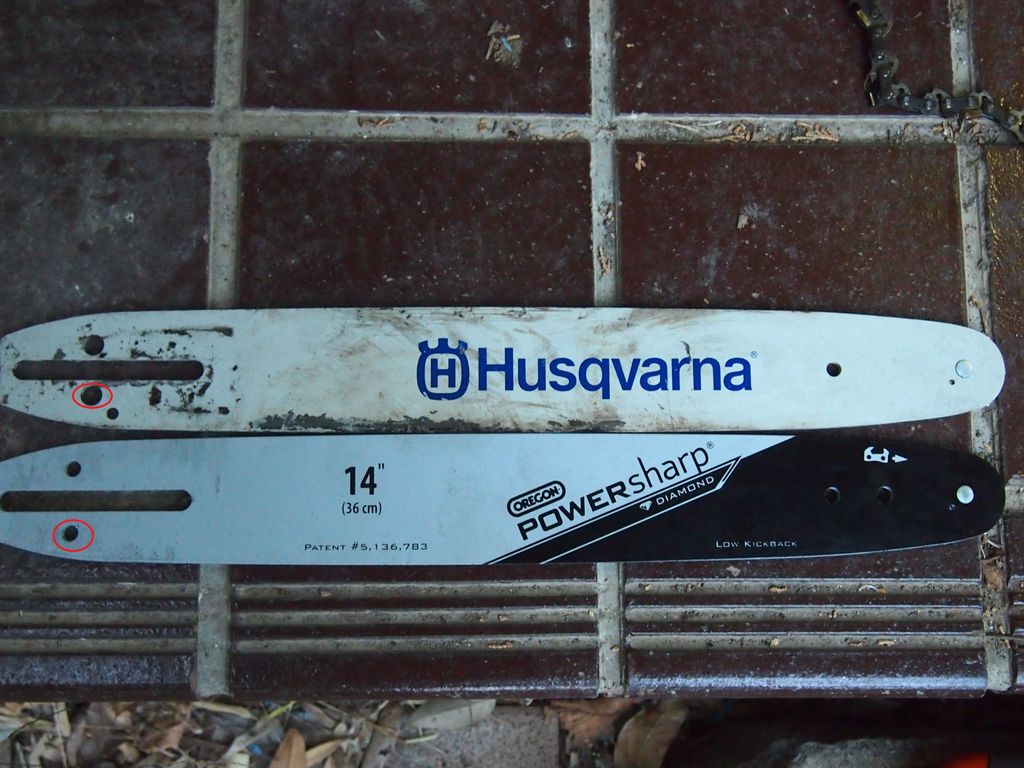 H Husqvarna®
14"
(36 cm)
PATENT #5,136,783
OREGON
POWERsharp®
DIAMOND
LOW KICKBACK